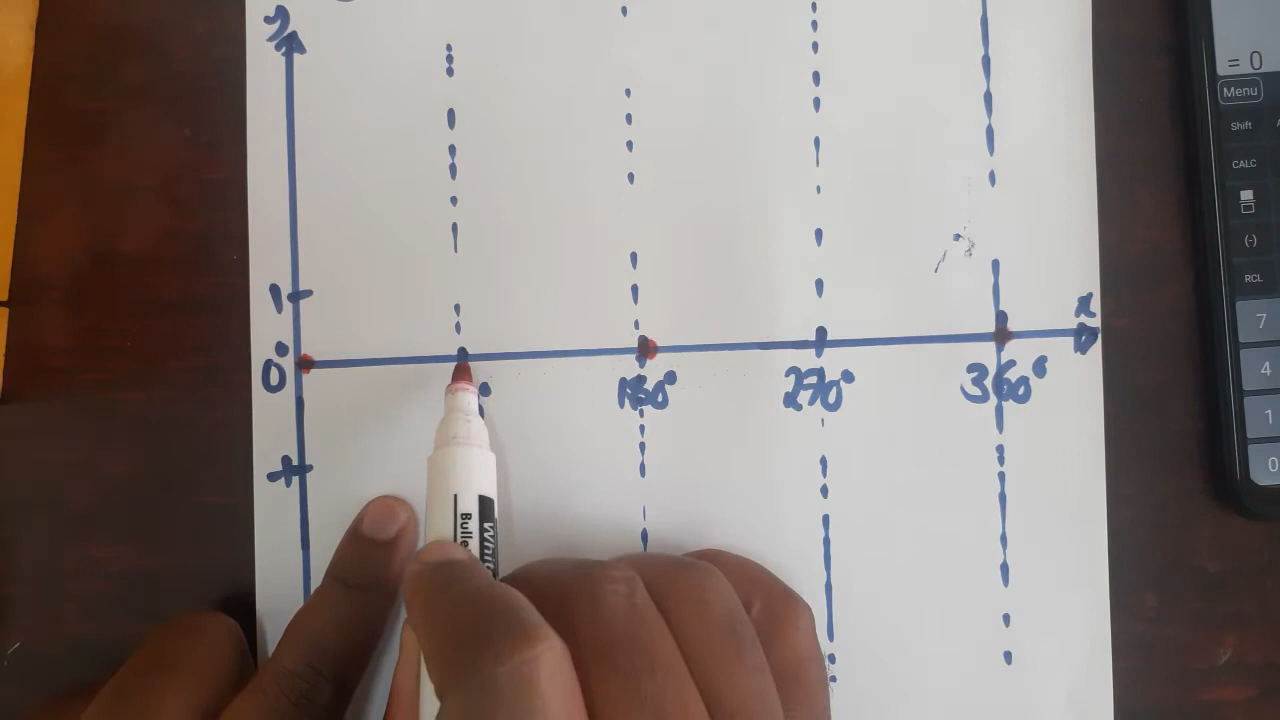 y
1
x
0°
180°
270°
360°
= 0
Menu
Shift
CALC
(-)
RCL
7
4
1
0